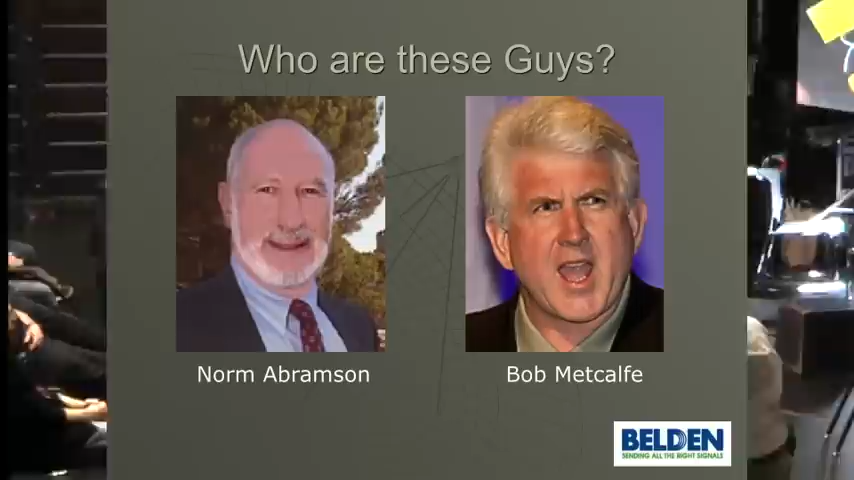 Who are these Guys?
Norm Abramson
Bob Metcalfe
BELDEN
SENDING ALL THE RIGHT SIGNALS